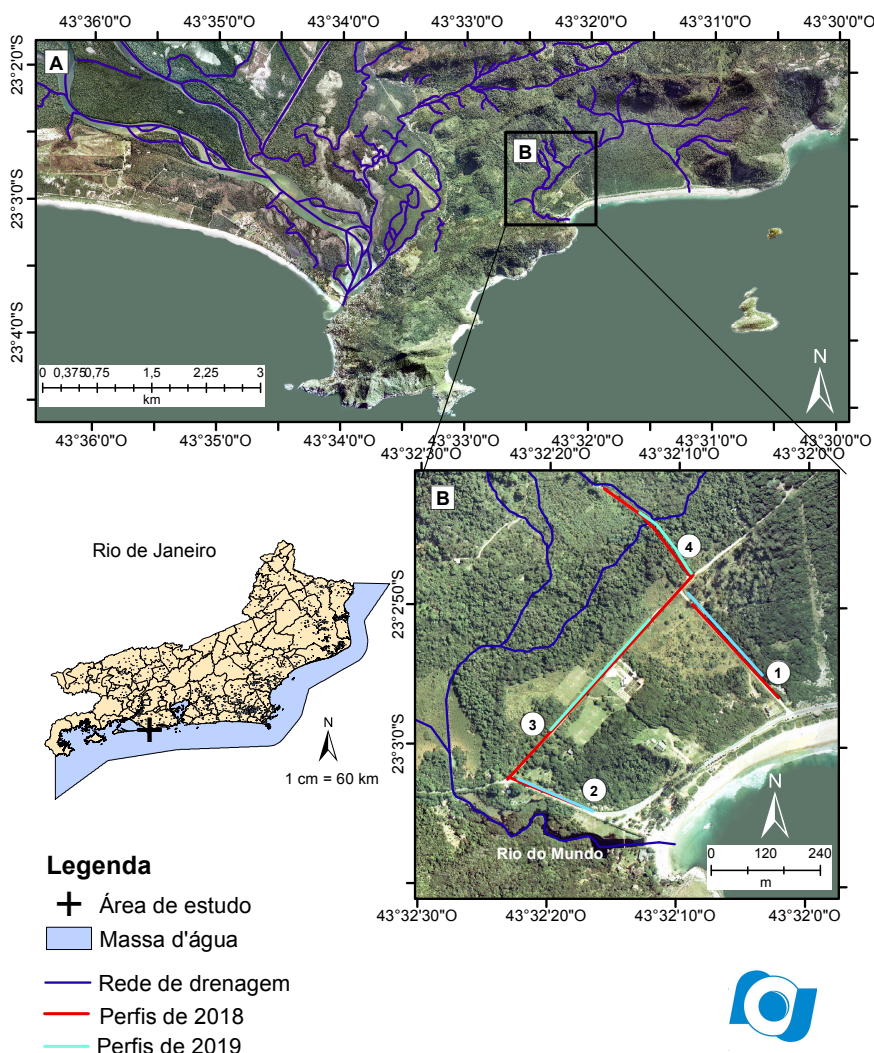 43°36'0"O 43°35'0"O 43°34'0"O 43°33'0"O 43°32'0"O 43°31'0"O 43°30'0"O
A
B
23°2'0"S
23°3'0"S
23°4'0"S
0 0,375 0,75 1,5 2,25 3
km
N
43°36'0"O 43°35'0"O 43°34'0"O 43°33'0"O 43°32'0"O 43°31'0"O 43°30'0"O
43°32'30"O 43°32'20"O 43°32'10"O 43°32'0"O
B
4
1
3
2
Rio do Mundo
23°2'50"S
23°3'0"S
N
0 120 240
m
43°32'30"O 43°32'20"O 43°32'10"O 43°32'0"O
Rio de Janeiro
N
1 cm = 60 km
Legenda
Área de estudo
Massa d'água
Rede de drenagem
Perfis de 2018
Perfis de 2019